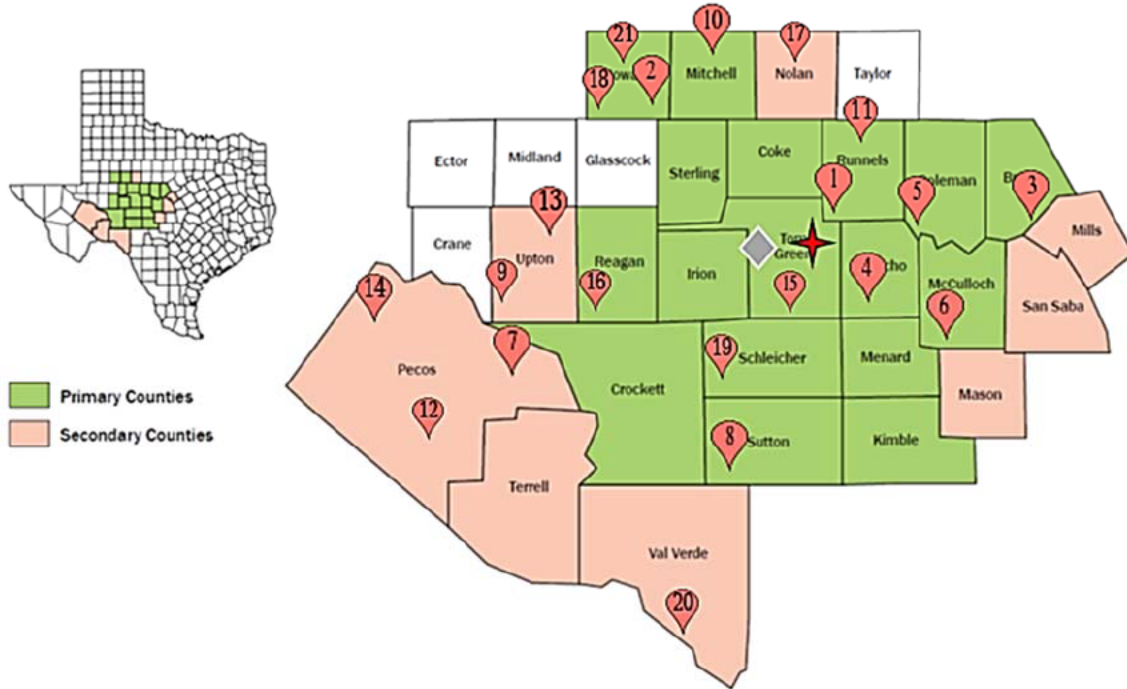 21
10
17
18
2
Mitchell
Nolan
Taylor
11
Ector
Midland
Glasscock
Sterling
Coke
Runnels
1
5
3
13
Crane
Upton
9
Reagan
16
Irion
Green
15
4
McCulloch
6
Mills
San Saba
14
7
Pecos
12
Crockett
19
Schleicher
Menard
Mason
8
Sutton
Kimble
Terrell
Val Verde
20
Primary Counties
Secondary Counties